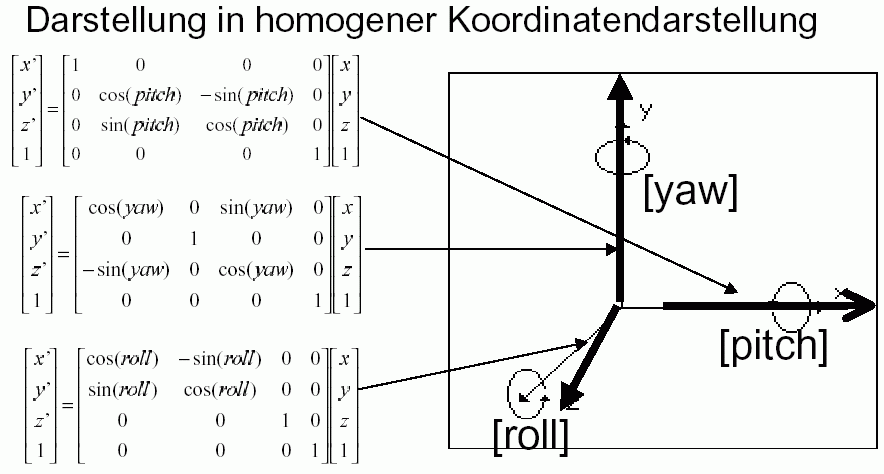 Darstellung in homogener Koordinatendarstellung
[x' y' z' 1] = [1 0 0 0; 0 cos(pitch) −sin(pitch) 0; 0 sin(pitch) cos(pitch) 0; 0 0 0 1] [x y z 1]
[x' y' z' 1] = [cos(yaw) 0 sin(yaw) 0; 0 1 0 0; −sin(yaw) 0 cos(yaw) 0; 0 0 0 1] [x y z 1]
[x' y' z' 1] = [cos(roll) −sin(roll) 0 0; sin(roll) cos(roll) 0 0; 0 0 1 0; 0 0 0 1] [x y z 1]
y
[yaw]
x
[pitch]
z
[roll]